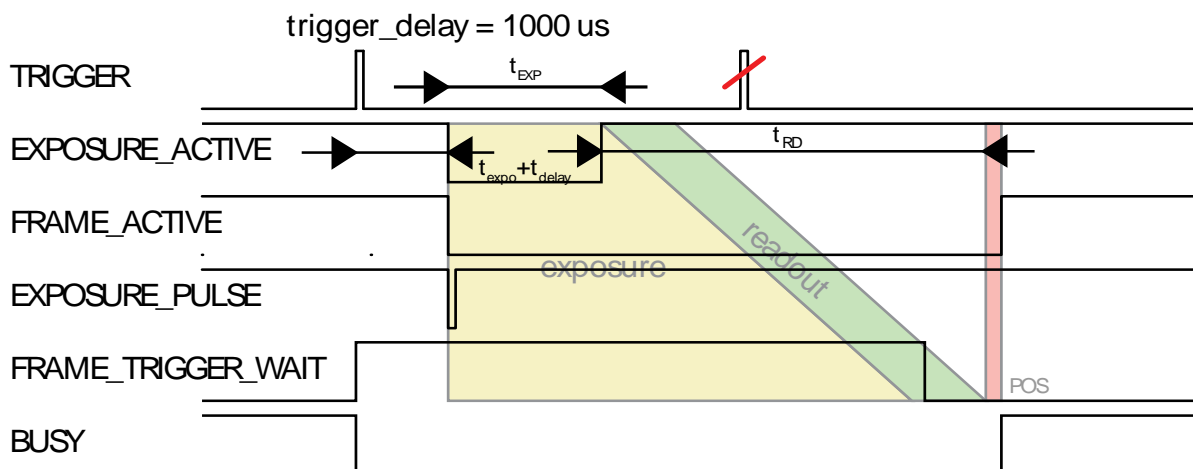 trigger_delay = 1000 us
TRIGGER
tEXP
EXPOSURE_ACTIVE
tRD
texpo+tdelay
FRAME_ACTIVE
readout
exposure
EXPOSURE_PULSE
FRAME_TRIGGER_WAIT
POS
BUSY